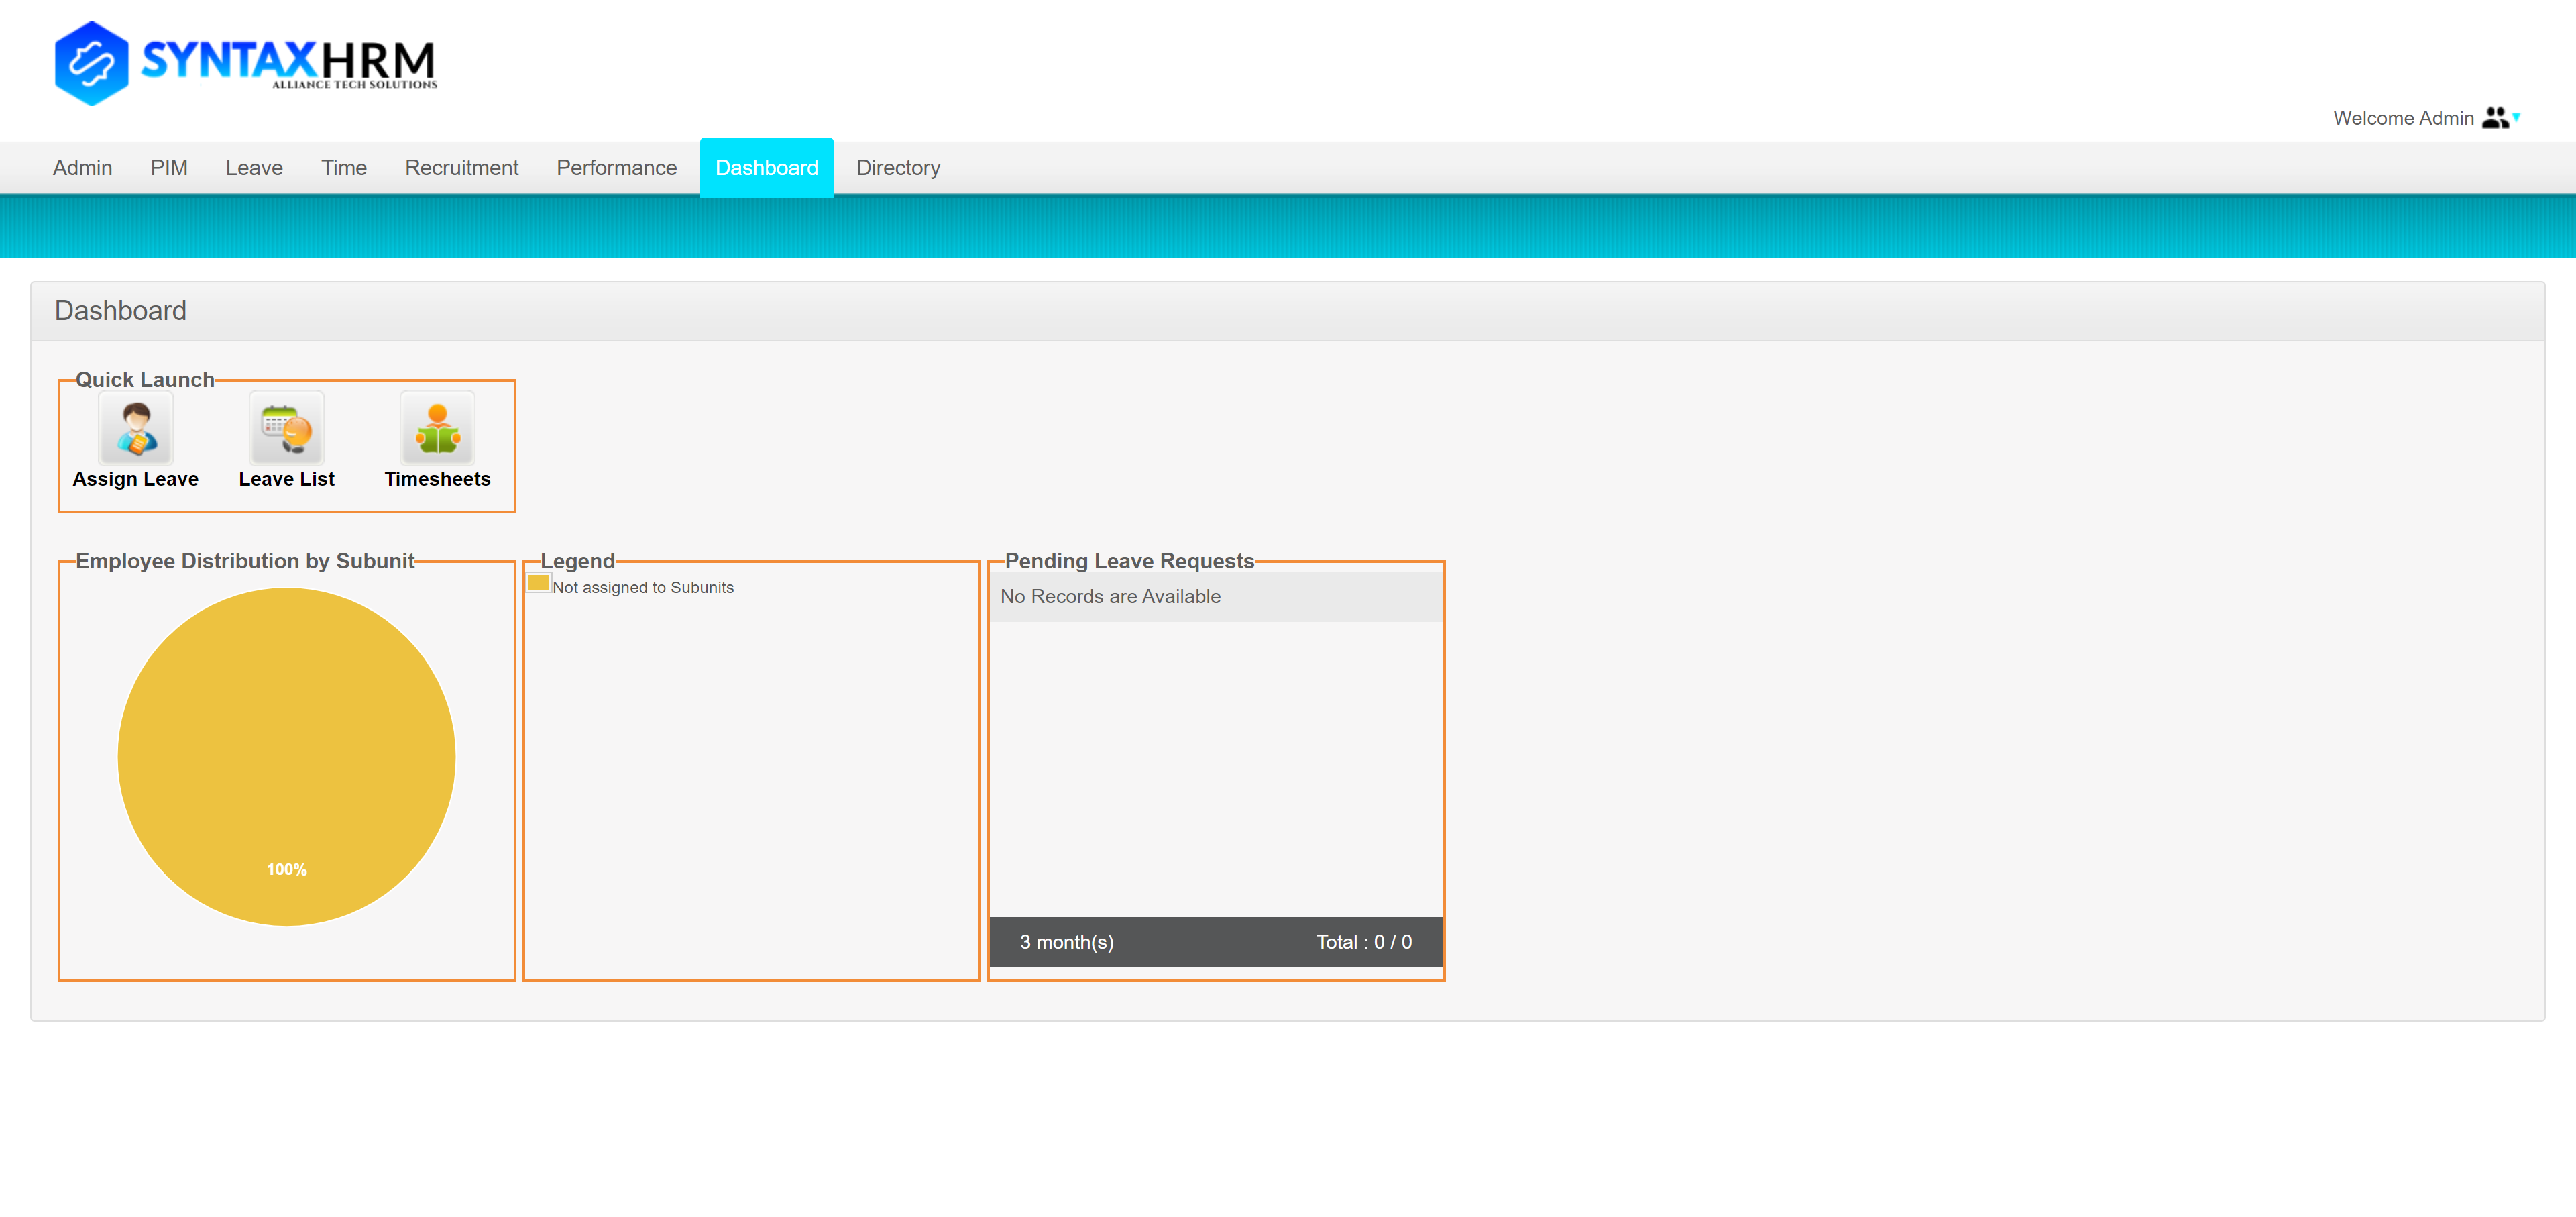 SYNTAXHRM
ALLIANCE TECH SOLUTIONS
Welcome Admin
Admin PIM Leave Time Recruitment Performance Dashboard Directory
Dashboard
Quick Launch
Assign Leave Leave List Timesheets
Employee Distribution by Subunit
100%
Legend
Not assigned to Subunits
Pending Leave Requests
No Records are Available
3 month(s) Total : 0 / 0